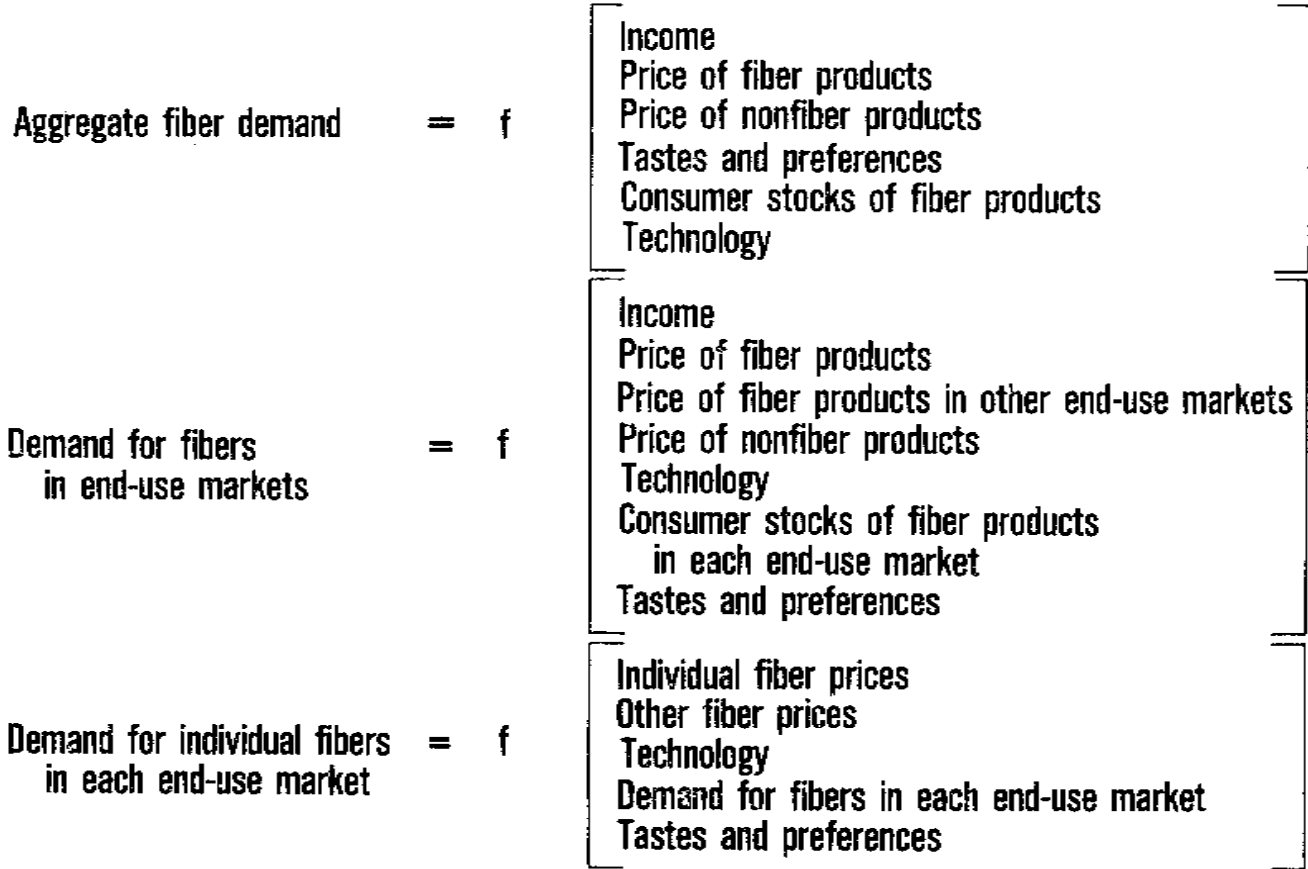 Aggregate fiber demand = f
Income
Price of fiber products
Price of nonfiber products
Tastes and preferences
Consumer stocks of fiber products
Technology
Demand for fibers
in end-use markets
= f
Income
Price of fiber products
Price of fiber products in other end-use markets
Price of nonfiber products
Technology
Consumer stocks of fiber products
in each end-use market
Tastes and preferences
Demand for individual fibers = f
in each end-use market
Individual fiber prices
Other fiber prices
Technology
Demand for fibers in each end-use market
Tastes and preferences